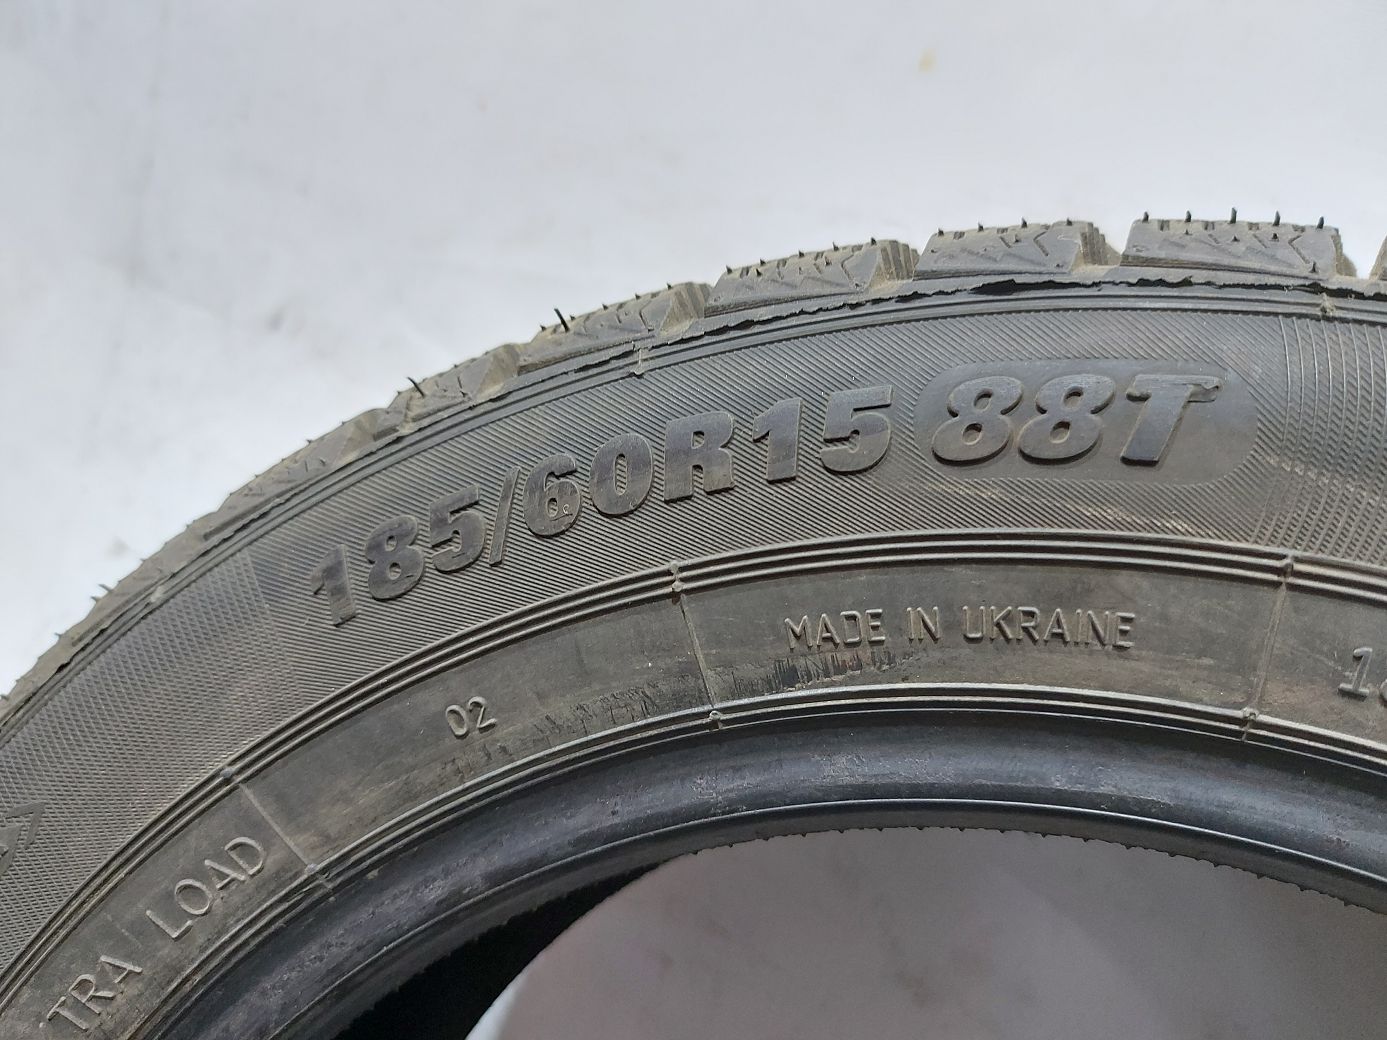 185/60R15 88T
MADE IN UKRAINE
02
TRA LOAD